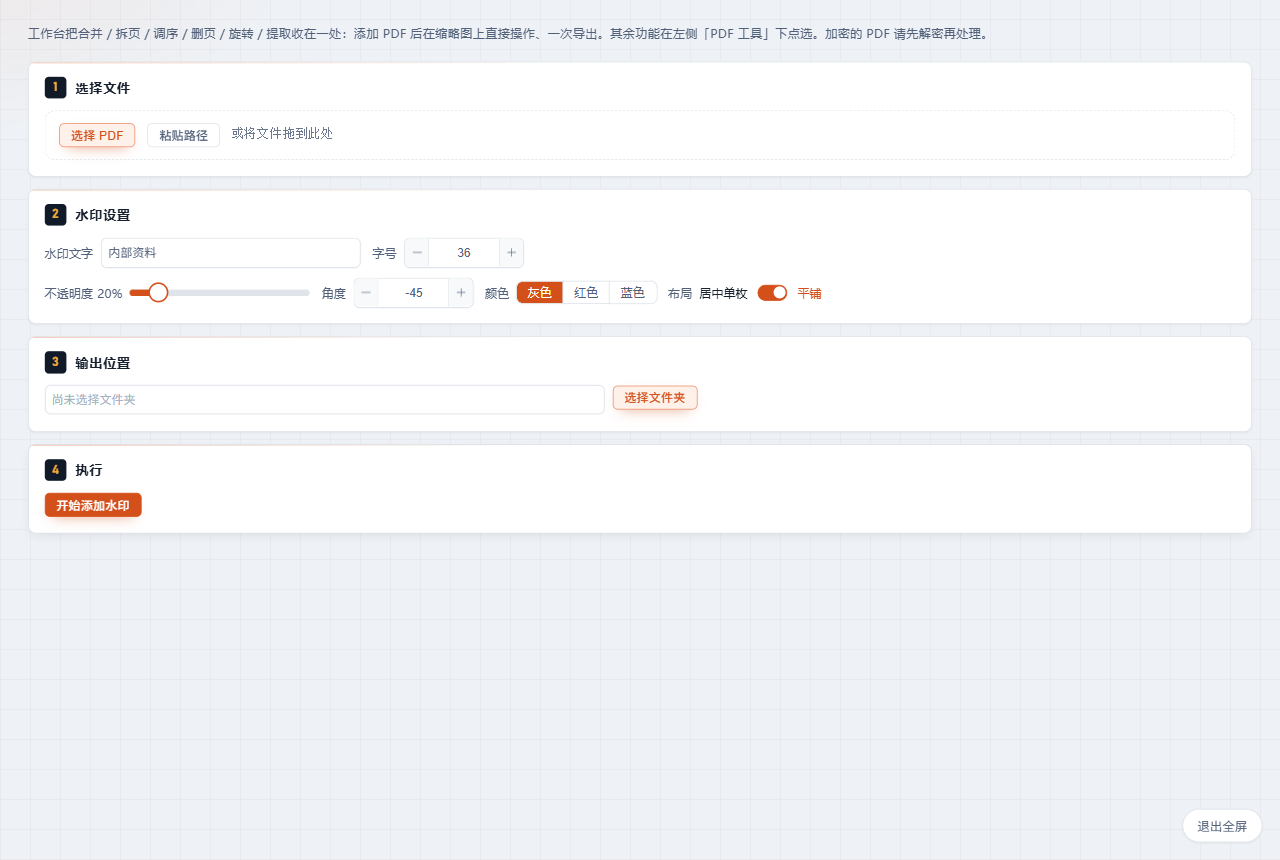 工作台把合并 / 拆页 / 调序 / 删页 / 旋转 / 提取收在一处：添加 PDF 后在缩略图上直接操作、一次导出。其余功能在左侧「PDF 工具」下点选。加密的 PDF 请先解密再处理。
1 选择文件
选择 PDF 粘贴路径 或将文件拖到此处
2 水印设置
水印文字 内部资料 字号 − 36 +
不透明度 20% 角度 − -45 + 颜色 灰色 红色 蓝色 布局 居中单枚 平铺
3 输出位置
尚未选择文件夹 选择文件夹
4 执行
开始添加水印
退出全屏